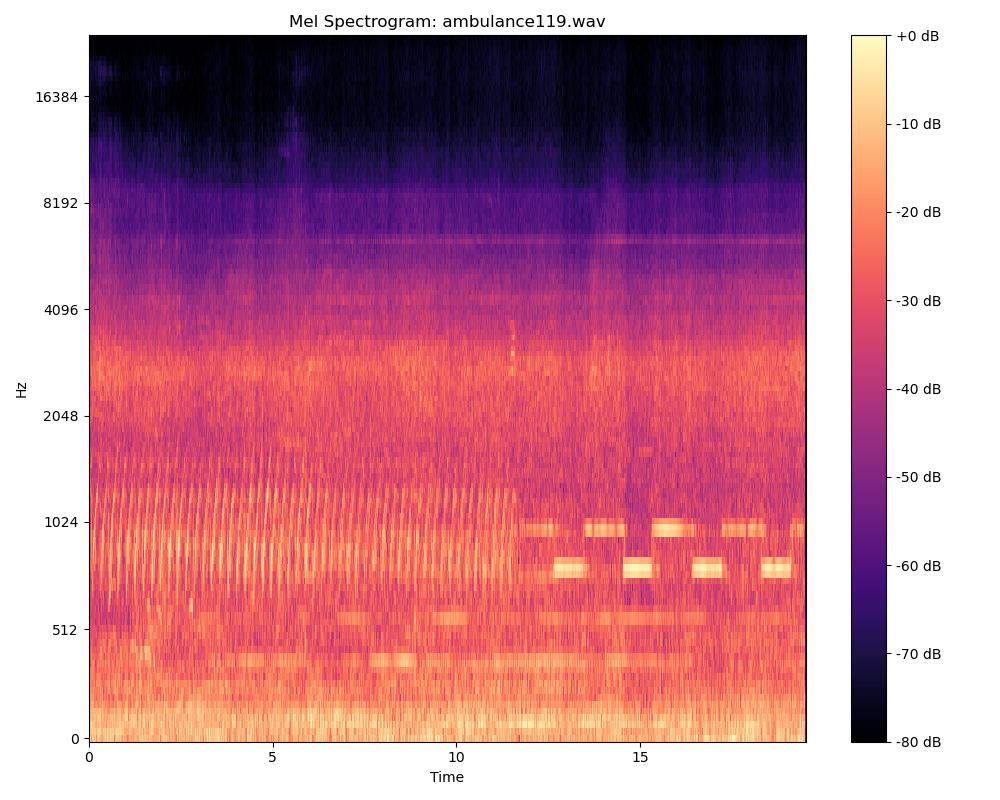 Mel Spectrogram: ambulance119.wav
+0 dB
-10 dB
-20 dB
-30 dB
-40 dB
-50 dB
-60 dB
-70 dB
-80 dB
16384
8192
4096
2048
1024
512
0
Hz
0 5 10 15
Time